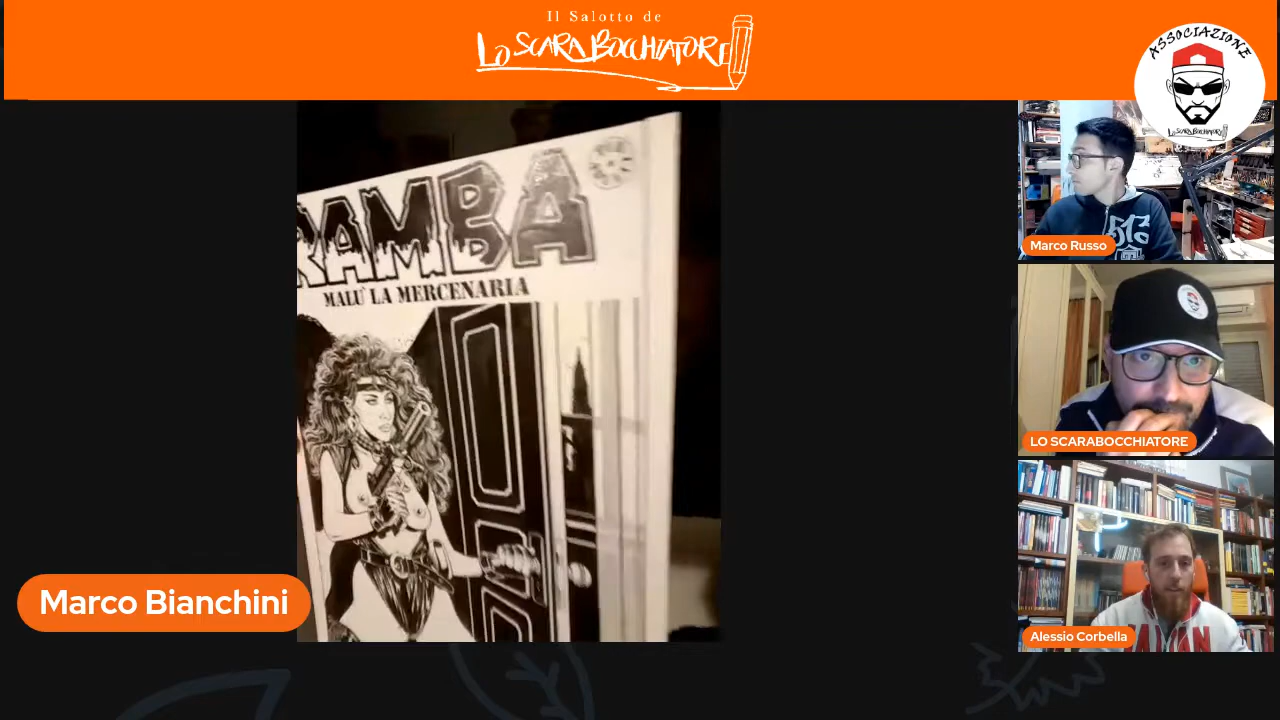 Il Salotto de
LO SCARABOCCHIATORE
ASSOCIAZIONE
LO SCARABOCCHIATORE
RAMBA
MALÙ LA MERCENARIA
Marco Russo
LO SCARABOCCHIATORE
Alessio Corbella
Marco Bianchini